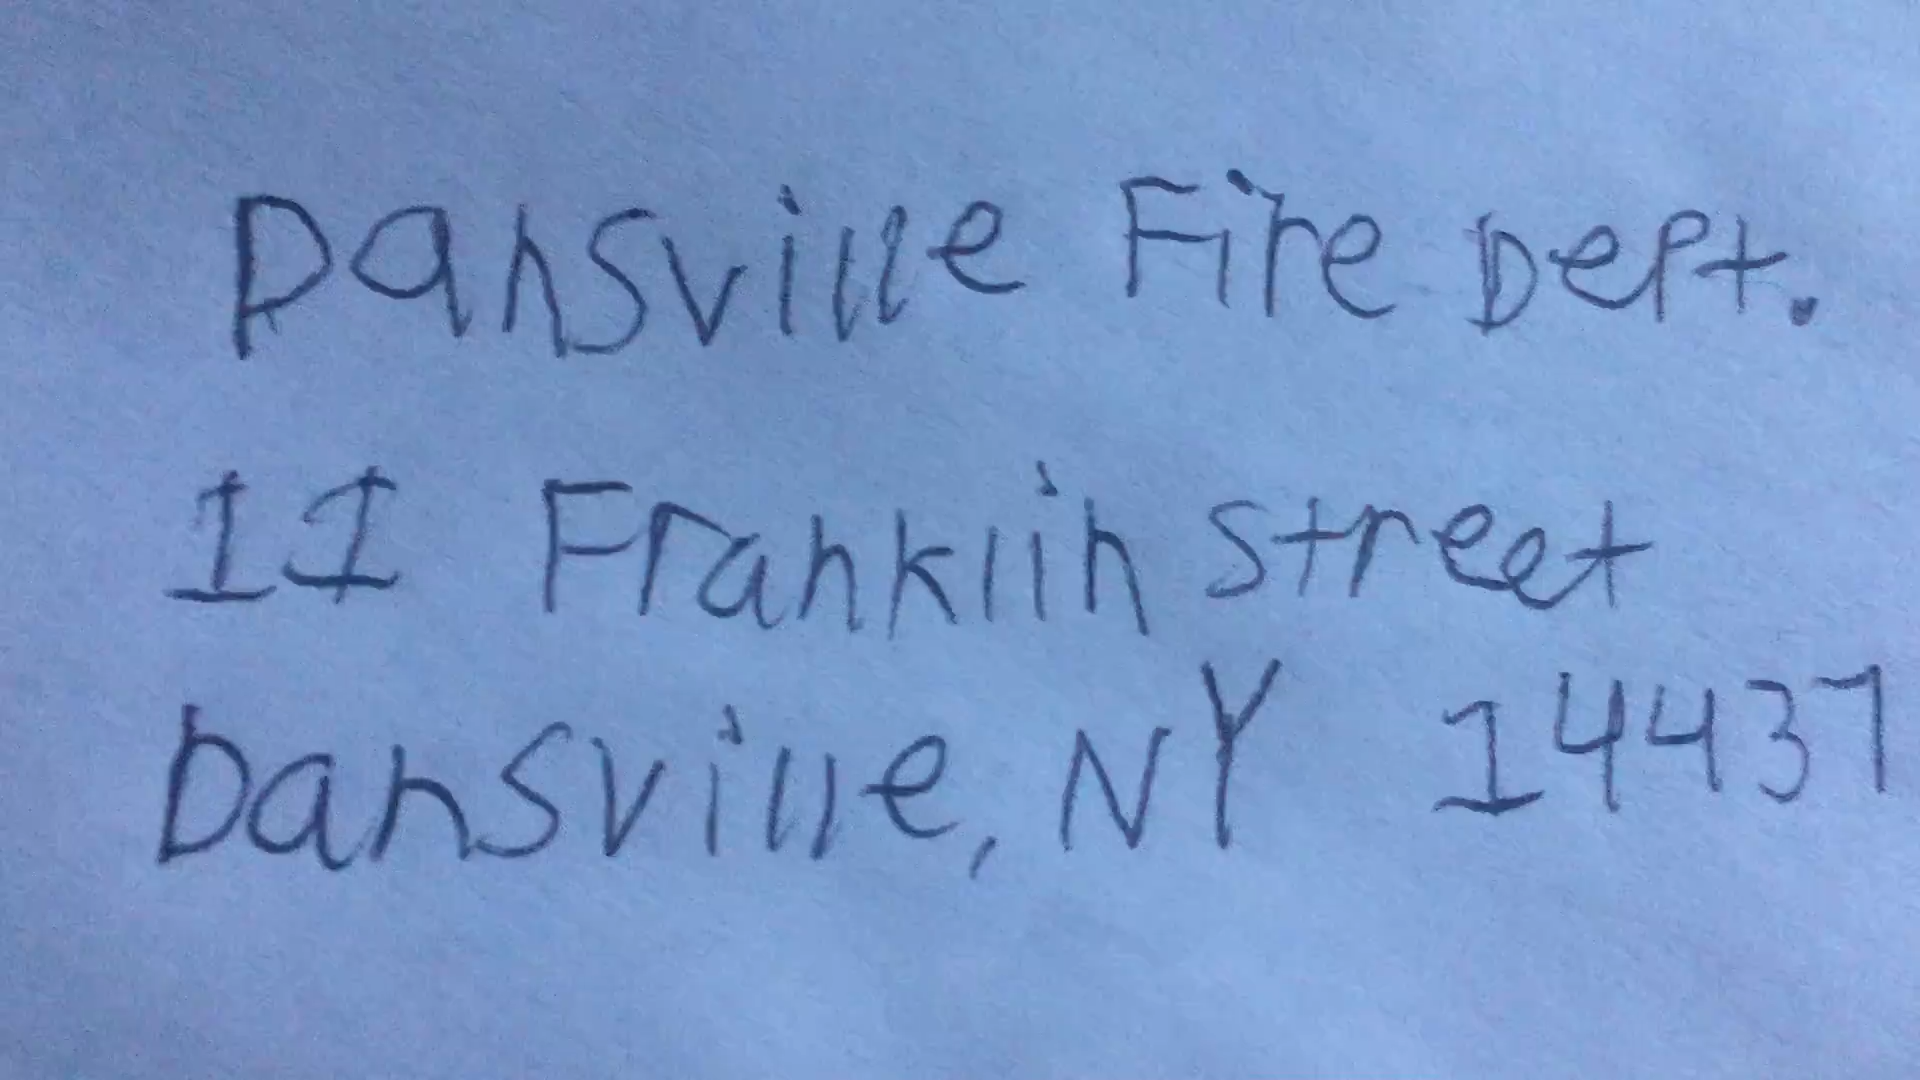 Dansville Fire Dept.
11 Franklin Street
Dansville, NY 14437